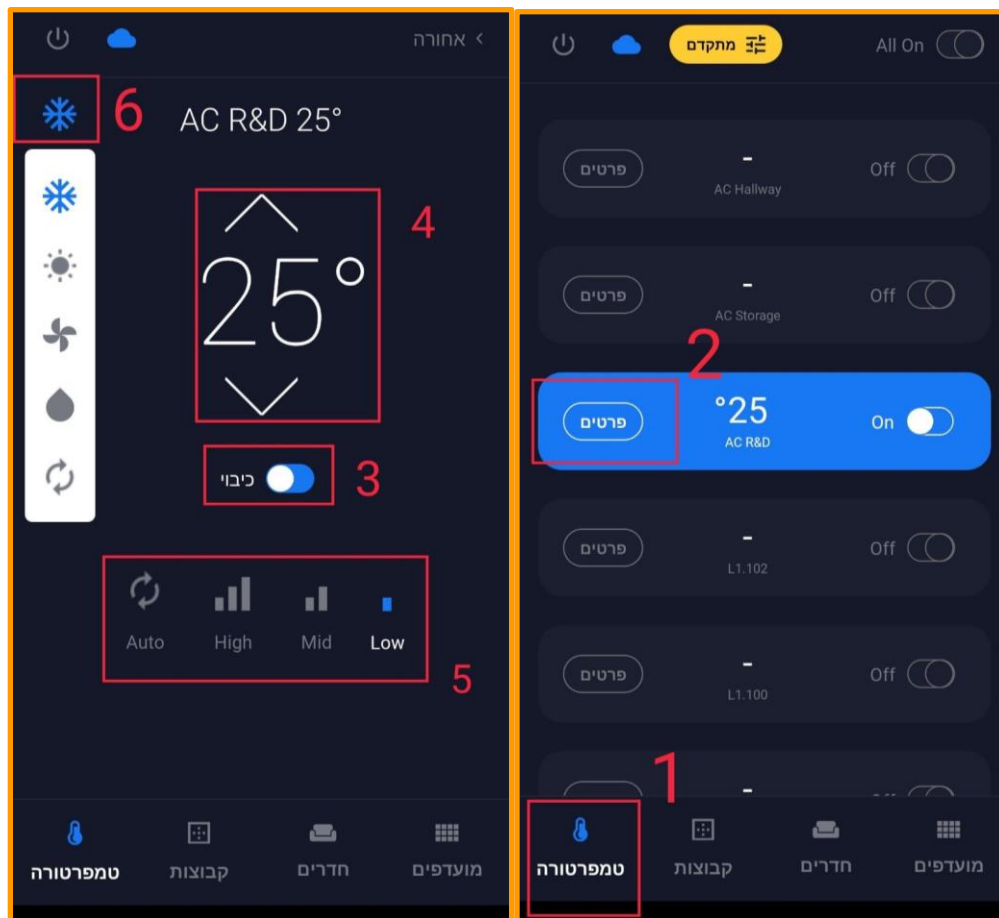 אחורה
6
AC R&D 25°
4
25°
כיבוי
3
Auto
High
Mid
Low
5
טמפרטורה
קבוצות
חדרים
מועדפים
מתקדם
All On
פרטים
-
AC Hallway
Off
פרטים
-
AC Storage
Off
2
פרטים
°25
AC R&D
On
פרטים
-
L1.102
Off
פרטים
-
L1.100
Off
-
1
טמפרטורה
קבוצות
חדרים
מועדפים